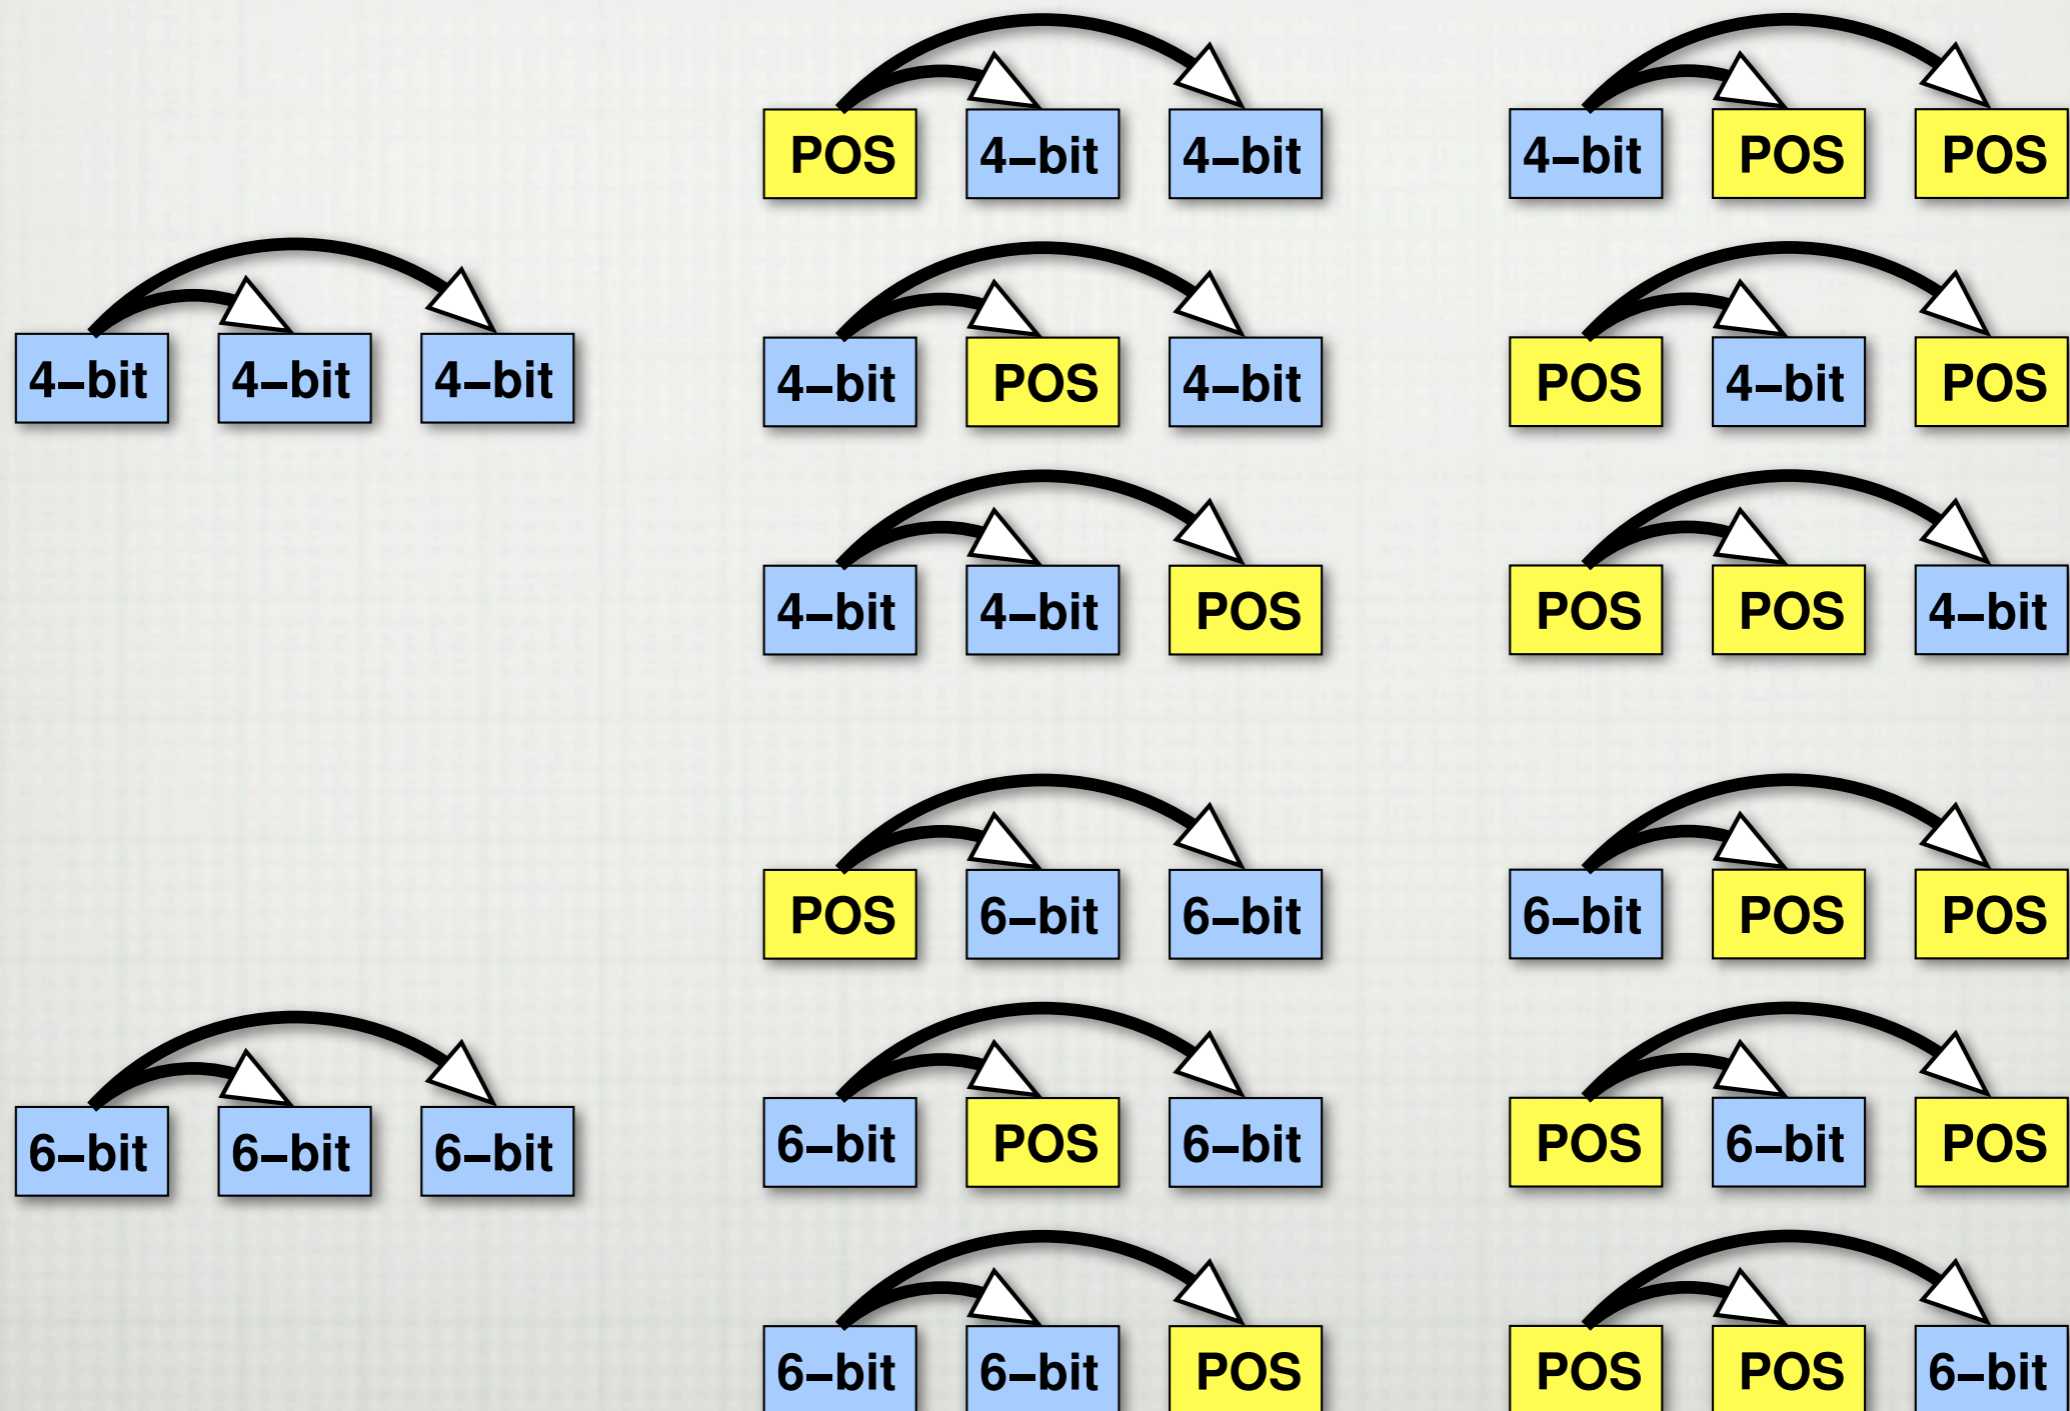 POS 4–bit 4–bit 4–bit POS POS
4–bit 4–bit 4–bit
4–bit POS 4–bit POS 4–bit POS
4–bit 4–bit POS POS POS 4–bit
POS 6–bit 6–bit 6–bit POS POS
6–bit 6–bit 6–bit
6–bit POS 6–bit POS 6–bit POS
6–bit 6–bit POS POS POS 6–bit